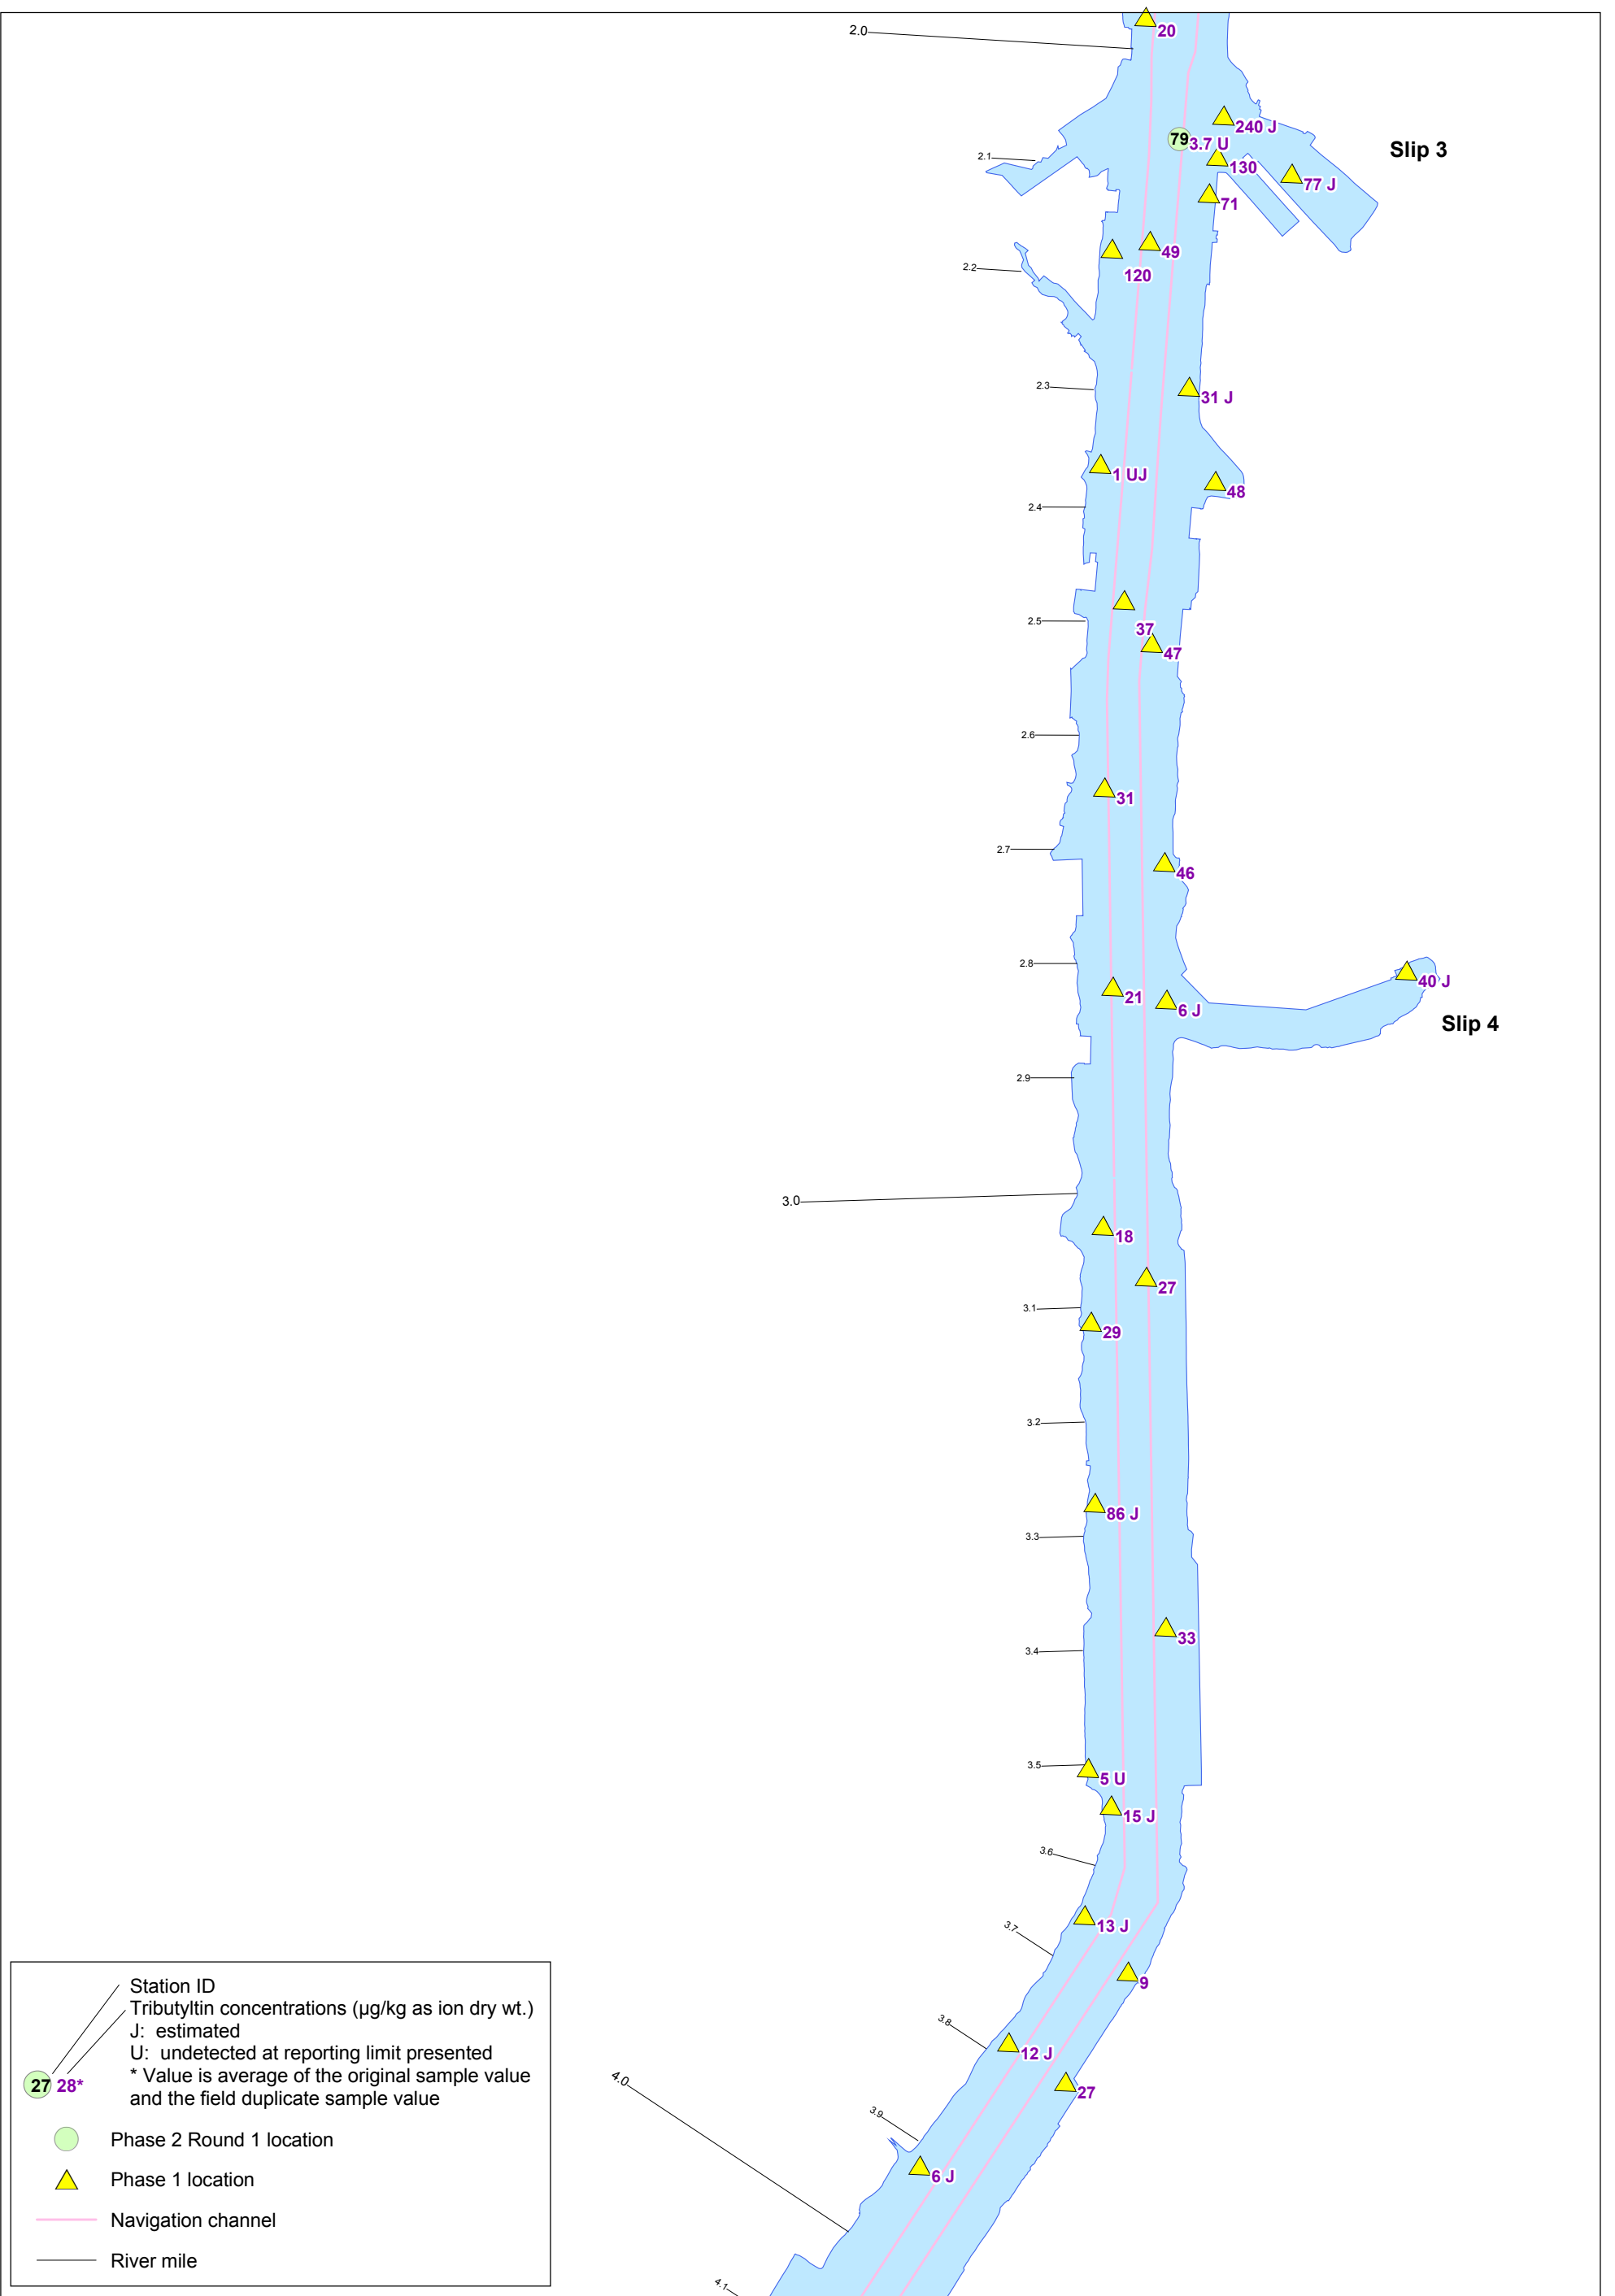 20
2.0
240 J
79 3.7 U
Slip 3
2.1
130
77 J
71
49
2.2
120
2.3
31 J
1 UJ
48
2.4
2.5
37
47
2.6
31
2.7
46
2.8
40 J
21
6 J
Slip 4
2.9
3.0
18
27
3.1
29
3.2
86 J
3.3
33
3.4
3.5
5 U
15 J
3.6
13 J
3.7
9
3.8
12 J
4.0
27
3.9
6 J
4.1
Station ID
Tributyltin concentrations (µg/kg as ion dry wt.)
J: estimated
U: undetected at reporting limit presented
* Value is average of the original sample value
and the field duplicate sample value
27 28*
Phase 2 Round 1 location
Phase 1 location
Navigation channel
River mile